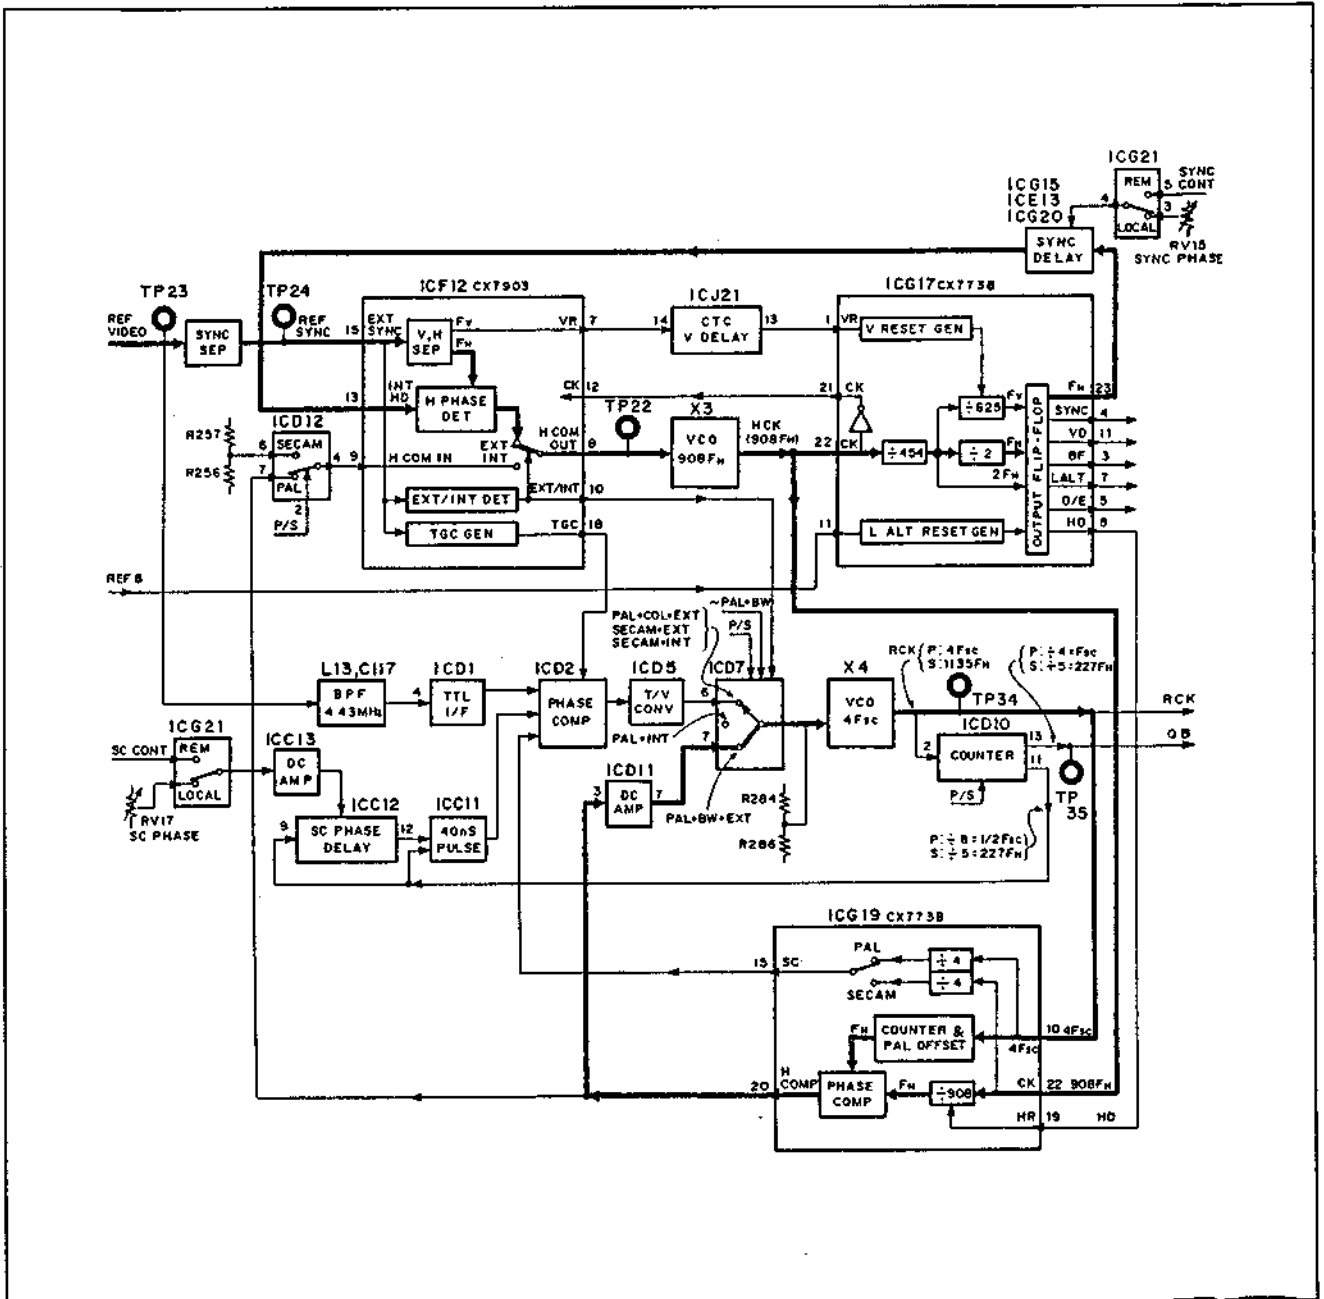 ICG21
REM
5
SYNC
CONT
4
3
LOCAL
RV15
SYNC PHASE
ICG15
ICE13
ICG20
SYNC
DELAY
TP23
TP24
ICF12 CX7903
ICJ21
ICG17 CX773B
REF
VIDEO
SYNC
SEP
REF
SYNC
15
EXT
SYNC
V,H
SEP
Fv
FH
VR
7
14
CTC
V DELAY
13
1
VR
V RESET GEN
13
INT
HD
H PHASE
DET
CK
12
21
CK
÷625
Fv
FH
23
SYNC
4
TP22
X3
VCO
908FH
HCK
(908FH)
22
CK
÷454
÷2
FH
2FH
OUTPUT FLIP-FLOP
VD
11
BF
3
LALT
7
O/E
5
HD
8
ICD12
R257
R256
6
SECAM
7
PAL
4
9
2
P/S
H COM IN
EXT
INT
H COM
OUT
8
EXT/INT DET
EXT/INT
10
TGC GEN
TGC
18
11
L ALT RESET GEN
REF B
PAL+COL+EXT
SECAM+EXT
SECAM+INT
~PAL+BW
P/S
L13,C117
BPF
4.43MHz
4
ICD1
TTL
I/F
ICD2
PHASE
COMP
ICD5
T/V
CONV
6
ICD7
PAL+INT
7
X4
VCO
4Fsc
RCK
P:4Fsc
S:1135FH
P:÷4=Fsc
S:÷5=227FH
TP34
RCK
ICD10
2
COUNTER
13
11
QB
P/S
TP
35
P:÷8=1/2Fsc
S:÷5=227FH
ICG21
SC CONT
REM
LOCAL
RV17
SC PHASE
ICC13
DC
AMP
ICC12
9
SC PHASE
DELAY
12
ICC11
40nS
PULSE
ICD11
3
DC
AMP
7
PAL+BW+EXT
R284
R286
ICG19 CX773B
15
SC
PAL
SECAM
÷4
÷4
FH
COUNTER &
PAL OFFSET
4Fsc
10 4Fsc
20
H
COMP
PHASE
COMP
FH
÷908
CK
22 908FH
HR
19
HD